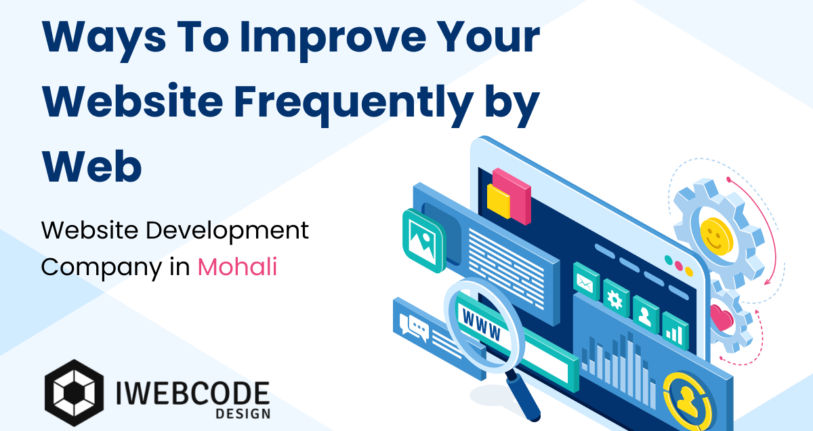 Ways To Improve Your
Website Frequently by
Web
Website Development
Company in Mohali
WWW
IWEBCODE
DESIGN